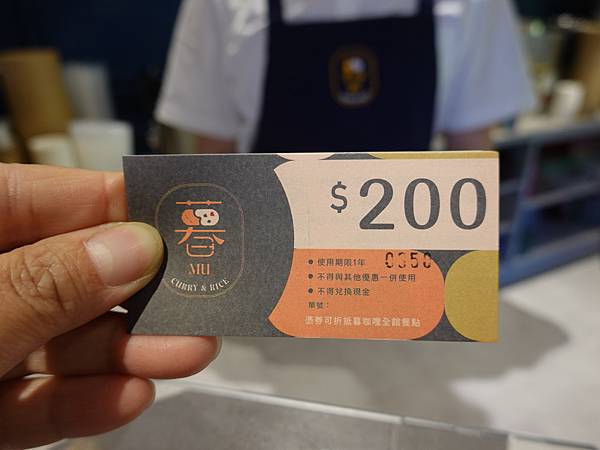 暮
MU
CURRY & RICE
$200
● 使用期限1年 0350
● 不得與其他優惠一併使用
● 不得兌換現金
票號：
憑券可折抵暮咖哩全館餐點